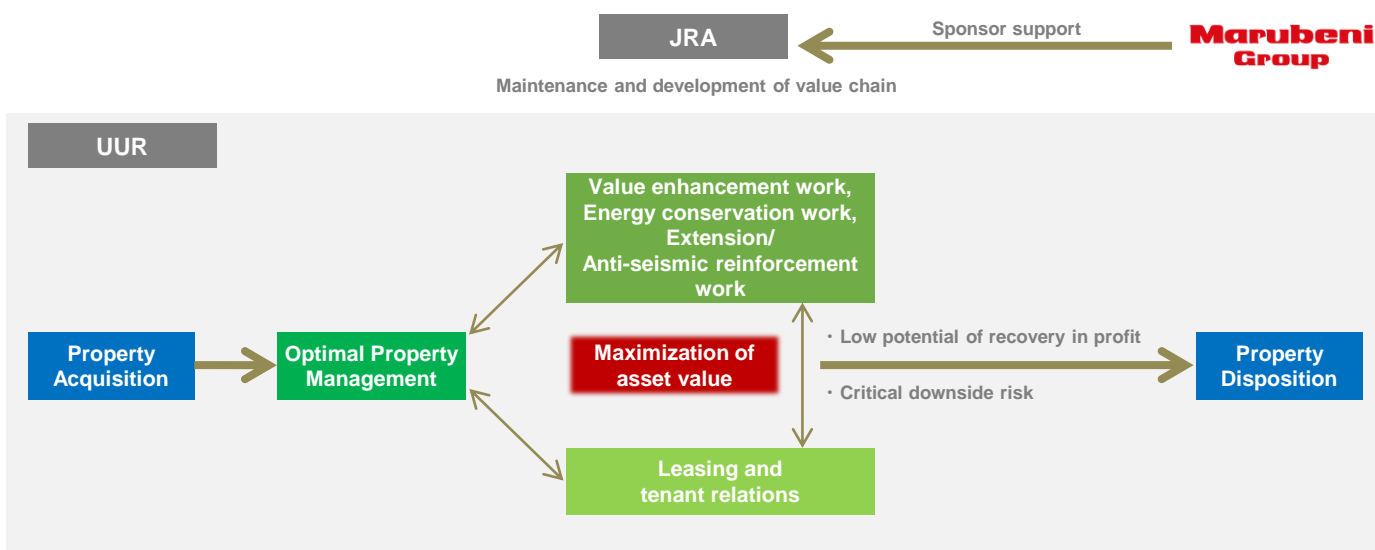 JRA
Sponsor support
Marubeni
Group
Maintenance and development of value chain
UUR
Value enhancement work,
Energy conservation work,
Extension/
Anti-seismic reinforcement
work
Property
Acquisition
Optimal Property
Management
Maximization of
asset value
・Low potential of recovery in profit
・Critical downside risk
Property
Disposition
Leasing and
tenant relations